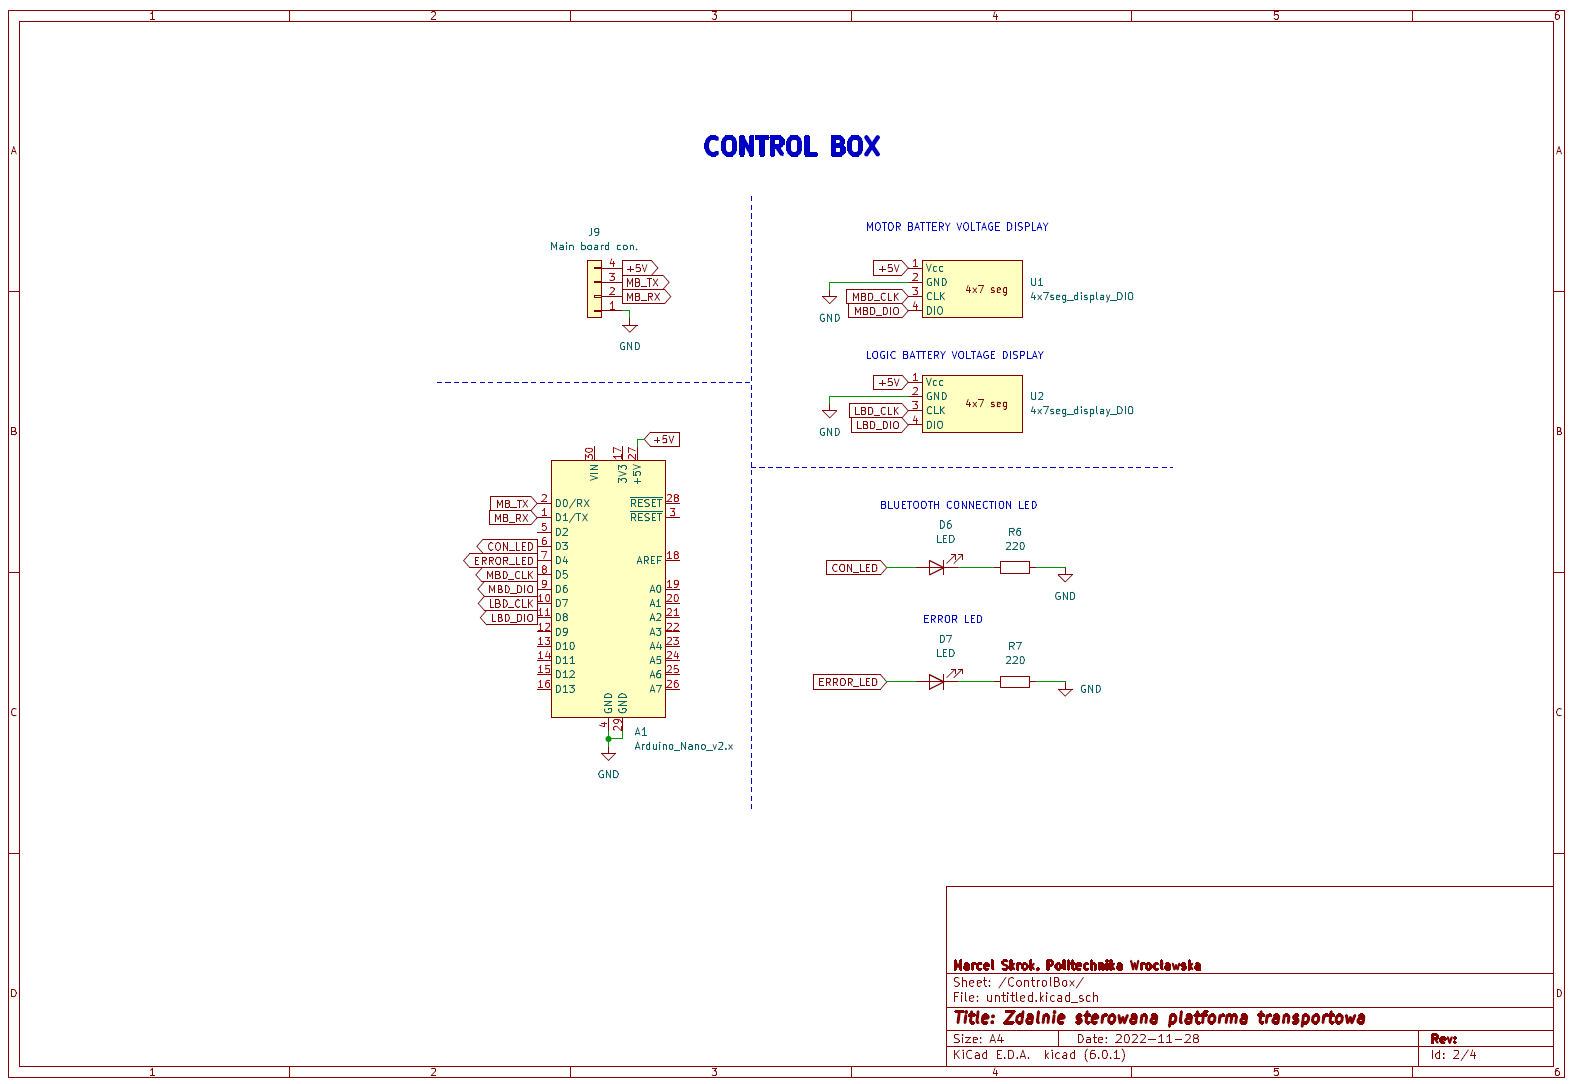 1 2 3 4 5 6
A A
B B
C C
D D
CONTROL BOX
J9
Main board con.
4 +5V
3 MB_TX
2 MB_RX
1
GND
MOTOR BATTERY VOLTAGE DISPLAY
+5V 1 Vcc
2 GND
MBD_CLK 3 CLK
MBD_DIO 4 DIO
4x7 seg
U1
4x7seg_display_DIO
GND
LOGIC BATTERY VOLTAGE DISPLAY
+5V 1 Vcc
2 GND
LBD_CLK 3 CLK
LBD_DIO 4 DIO
4x7 seg
U2
4x7seg_display_DIO
GND
+5V
30 17 27
VIN 3V3 +5V
MB_TX 2 D0/RX RESET 28
MB_RX 1 D1/TX RESET 3
5 D2
CON_LED 6 D3
ERROR_LED 7 D4 AREF 18
MBD_CLK 8 D5
MBD_DIO 9 D6 A0 19
LBD_CLK 10 D7 A1 20
LBD_DIO 11 D8 A2 21
12 D9 A3 22
13 D10 A4 23
14 D11 A5 24
15 D12 A6 25
16 D13 A7 26
GND GND
4 29
A1
Arduino_Nano_v2.x
GND
BLUETOOTH CONNECTION LED
D6
LED
R6
220
CON_LED
GND
ERROR LED
D7
LED
R7
220
ERROR_LED
GND
Marcel Skrok. Politechnika Wroclawska
Sheet: /ControlBox/
File: untitled.kicad_sch
Title: Zdalnie sterowana platforma transportowa
Size: A4 Date: 2022-11-28 Rev:
KiCad E.D.A. kicad (6.0.1) Id: 2/4
1 2 3 4 5 6